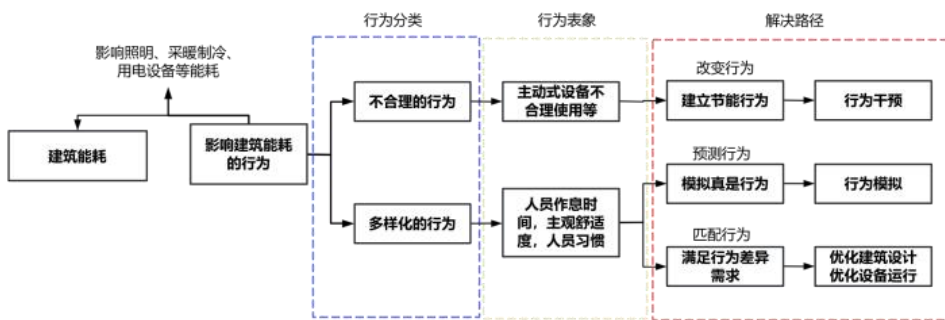 行为分类
行为表象
解决路径
影响照明、采暖制冷、
用电设备等能耗
建筑能耗
影响建筑能耗
的行为
不合理的行为
多样化的行为
主动式设备不
合理使用等
人员作息时
间，主观舒适
度，人员习惯
改变行为
建立节能行为
行为干预
预测行为
模拟真是行为
行为模拟
匹配行为
满足行为差异
需求
优化建筑设计
优化设备运行